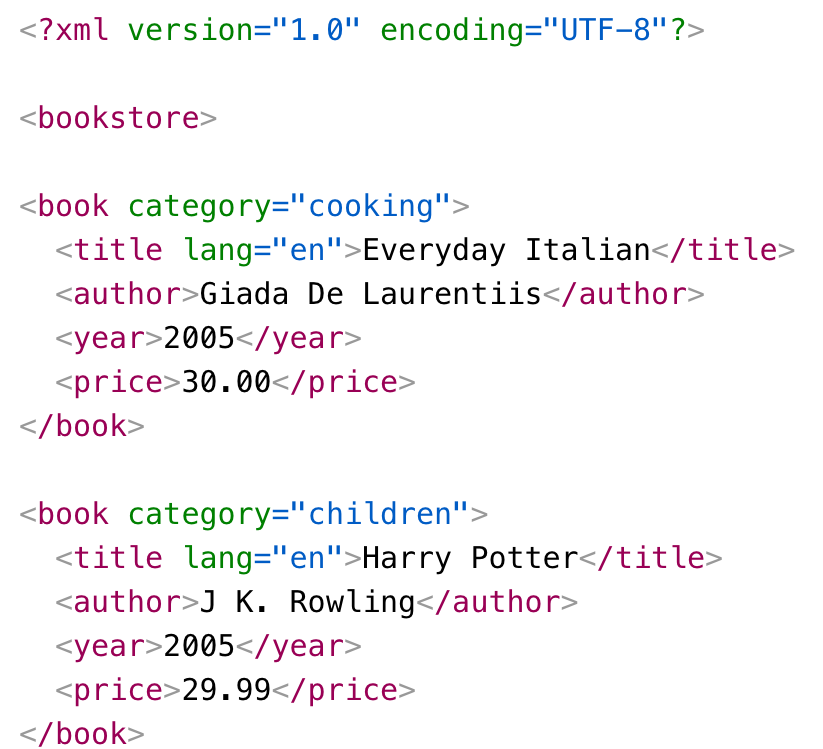 <?xml version="1.0" encoding="UTF-8"?>
<bookstore>
<book category="cooking">
  <title lang="en">Everyday Italian</title>
  <author>Giada De Laurentiis</author>
  <year>2005</year>
  <price>30.00</price>
</book>
<book category="children">
  <title lang="en">Harry Potter</title>
  <author>J K. Rowling</author>
  <year>2005</year>
  <price>29.99</price>
</book>